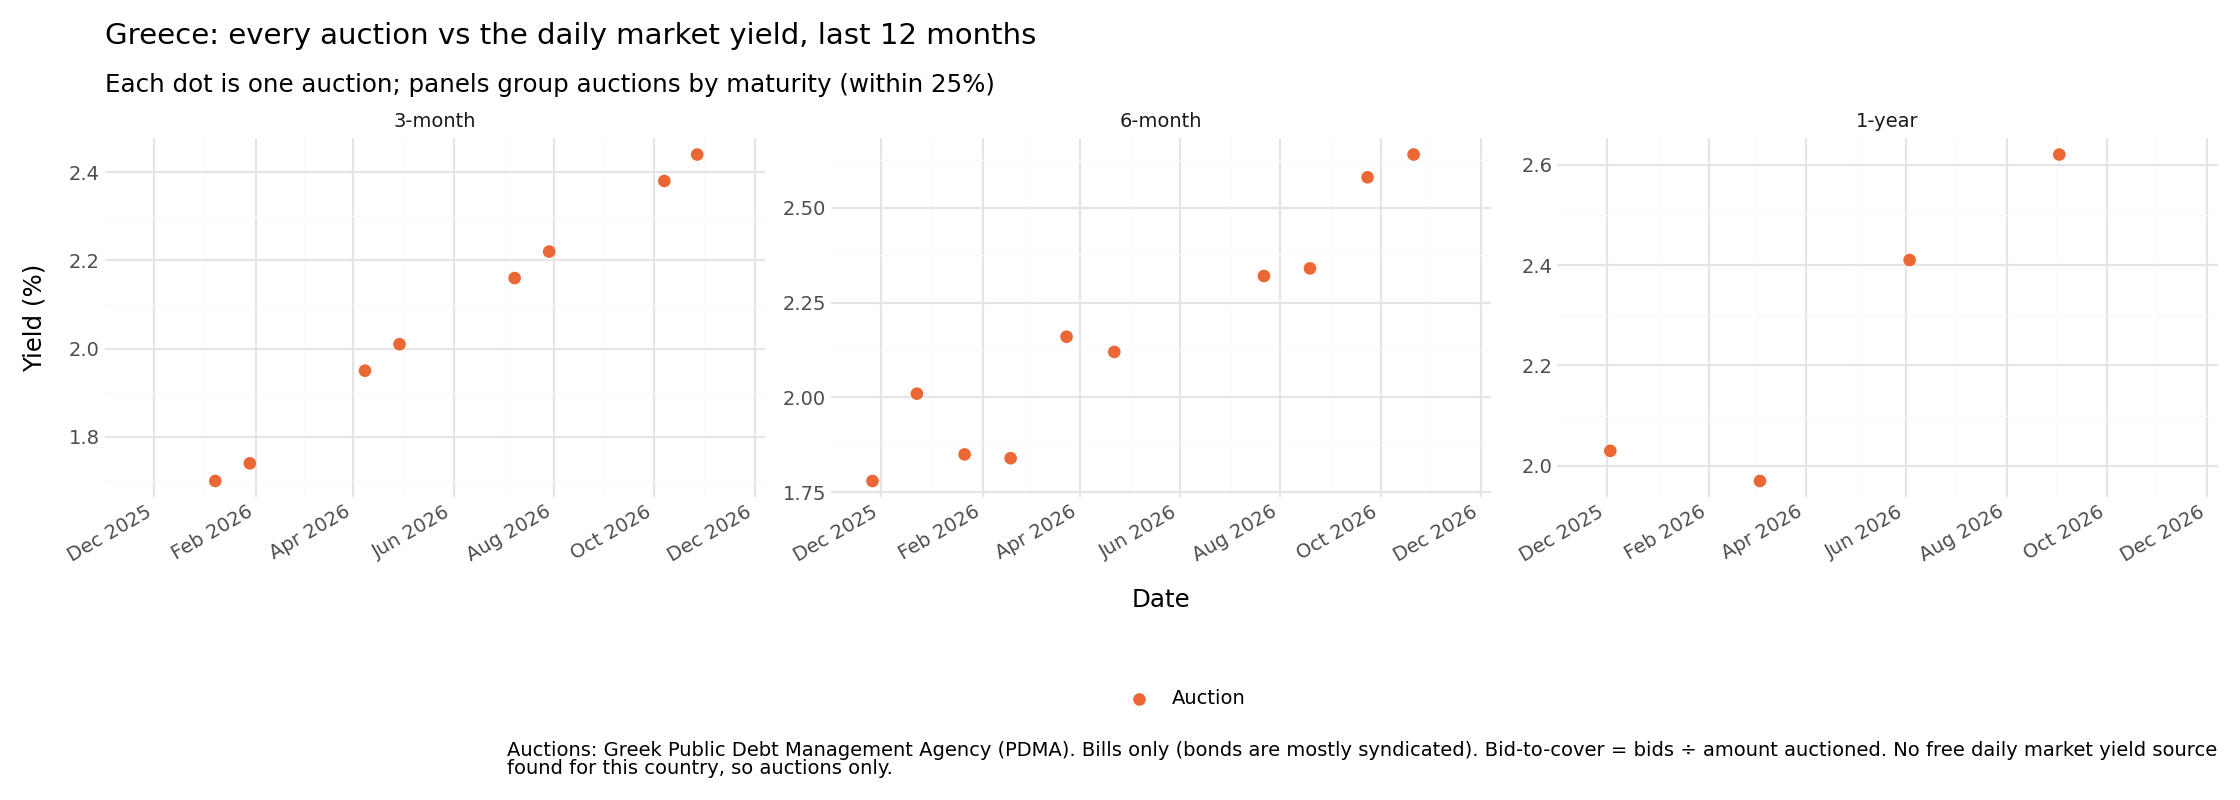 Greece: every auction vs the daily market yield, last 12 months
Each dot is one auction; panels group auctions by maturity (within 25%)
3-month
6-month
1-year
Yield (%)
2.4
2.2
2.0
1.8
2.50
2.25
2.00
1.75
2.6
2.4
2.2
2.0
Dec 2025
Feb 2026
Apr 2026
Jun 2026
Aug 2026
Oct 2026
Dec 2026
Dec 2025
Feb 2026
Apr 2026
Jun 2026
Aug 2026
Oct 2026
Dec 2026
Dec 2025
Feb 2026
Apr 2026
Jun 2026
Aug 2026
Oct 2026
Dec 2026
Date
Auction
Auctions: Greek Public Debt Management Agency (PDMA). Bills only (bonds are mostly syndicated). Bid-to-cover = bids ÷ amount auctioned. No free daily market yield source
found for this country, so auctions only.